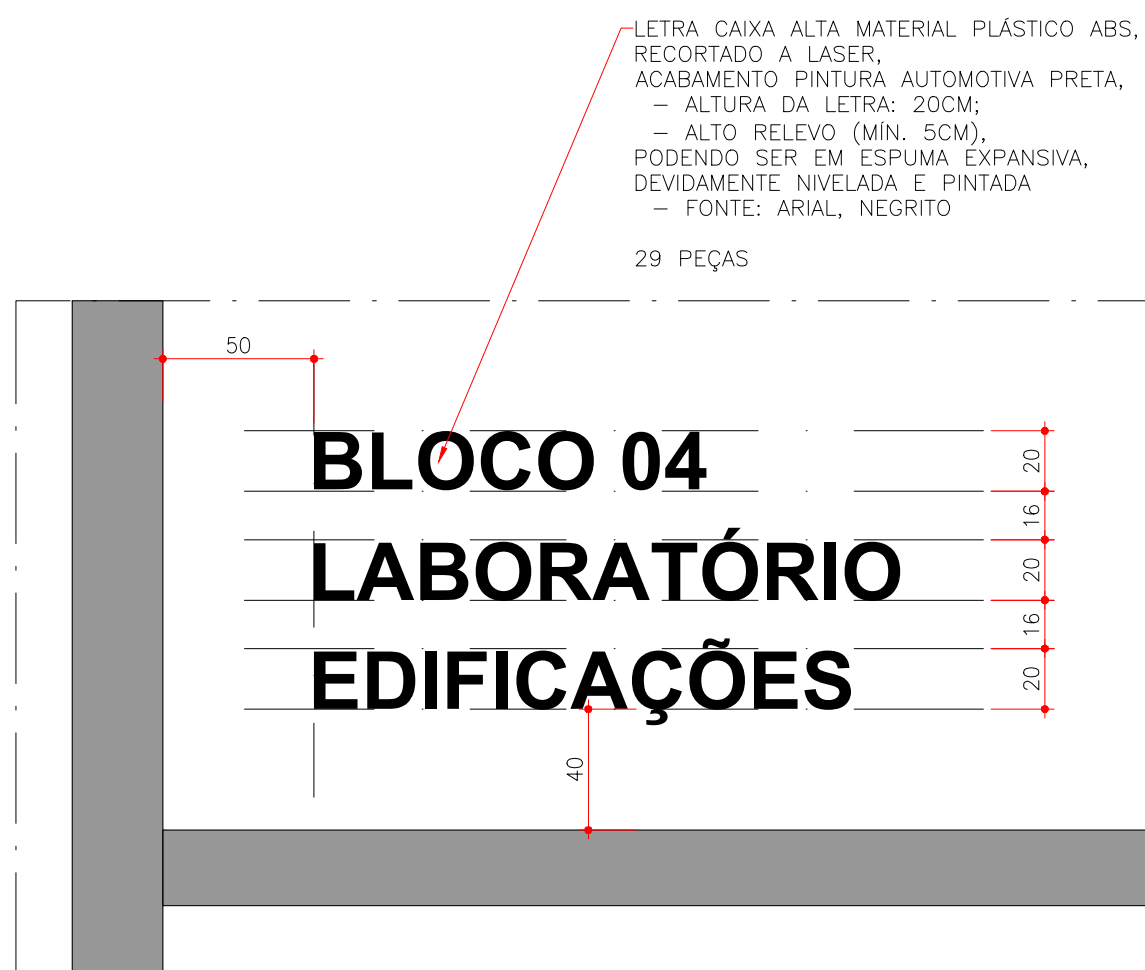 LETRA CAIXA ALTA MATERIAL PLÁSTICO ABS,
RECORTADO A LASER,
ACABAMENTO PINTURA AUTOMOTIVA PRETA,
– ALTURA DA LETRA: 20CM;
– ALTO RELEVO (MÍN. 5CM),
PODENDO SER EM ESPUMA EXPANSIVA,
DEVIDAMENTE NIVELADA E PINTADA
– FONTE: ARIAL, NEGRITO
29 PEÇAS
50
BLOCO 04
20
16
LABORATÓRIO
20
16
EDIFICAÇÕES
20
40